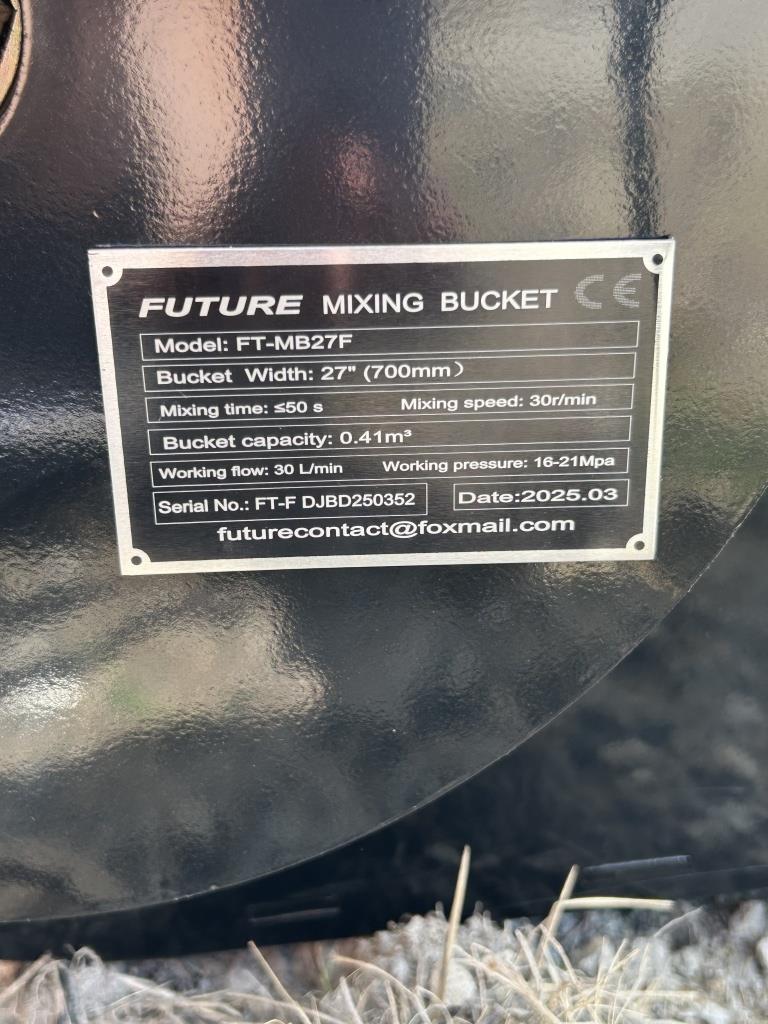 FUTURE MIXING BUCKET CE
Model: FT-MB27F
Bucket Width: 27" (700mm）
Mixing time: ≤50 s Mixing speed: 30r/min
Bucket capacity: 0.41m³
Working flow: 30 L/min Working pressure: 16-21Mpa
Serial No.: FT-F DJBD250352 Date:2025.03
futurecontact@foxmail.com